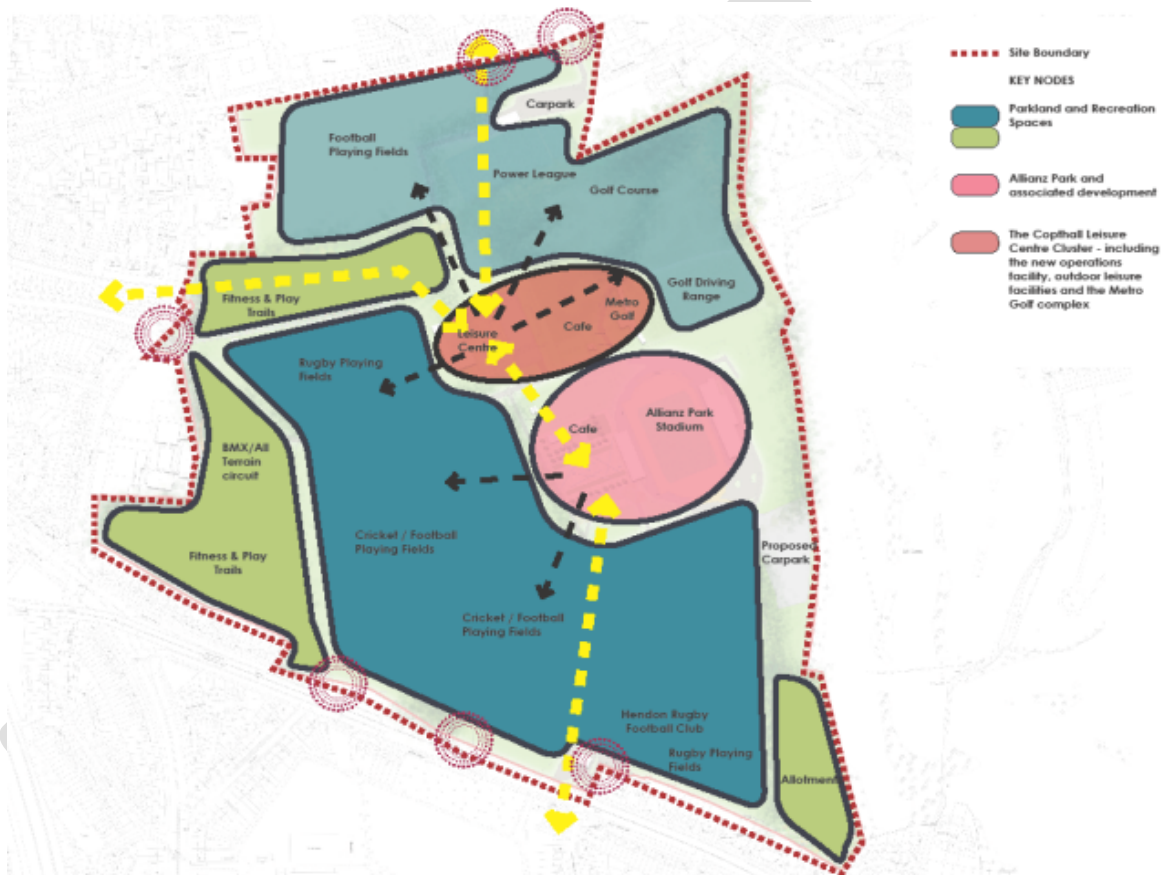 Site Boundary
KEY NODES
Parkland and Recreation
Spaces
Allianz Park and
associated development
The Copthall Leisure
Centre Cluster - including
the new operations
facility, outdoor leisure
facilities and the Metro
Golf complex
Carpark
Football
Playing Fields
Power League
Golf Course
Golf Driving
Range
Fitness & Play
Trails
Metro
Golf
Cafe
Leisure
Centre
Rugby Playing
Fields
Allianz Park
Stadium
Cafe
BMX/All
Terrain
circuit
Cricket / Football
Playing Fields
Proposed
Carpark
Fitness & Play
Trails
Cricket / Football
Playing Fields
Hendon Rugby
Football Club
Rugby Playing
Fields
Allotment